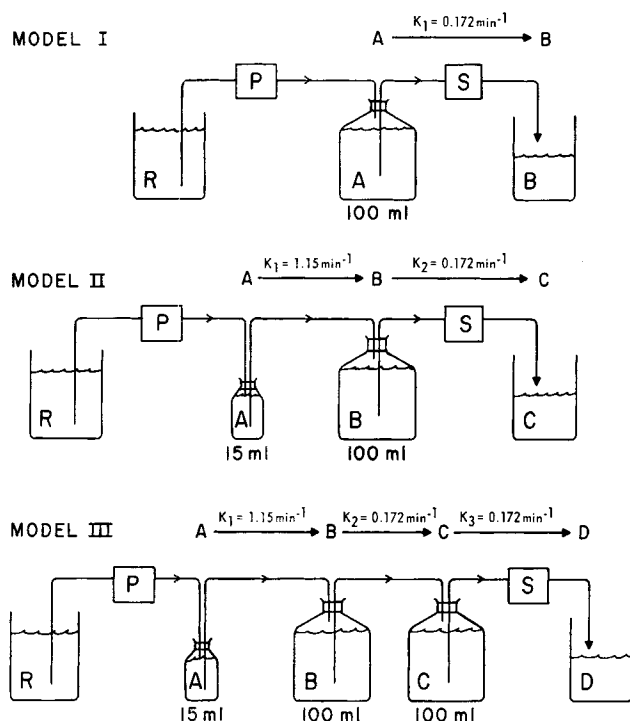 K₁ = 0.172 min⁻¹
MODEL I A B
P S
R A B
100 ml
K₁ = 1.15 min⁻¹ K₂ = 0.172 min⁻¹
MODEL II A B C
P S
R A B C
15 ml 100 ml
K₁ = 1.15 min⁻¹ K₂ = 0.172 min⁻¹ K₃ = 0.172 min⁻¹
MODEL III A B C D
P S
R A B C D
15 ml 100 ml 100 ml